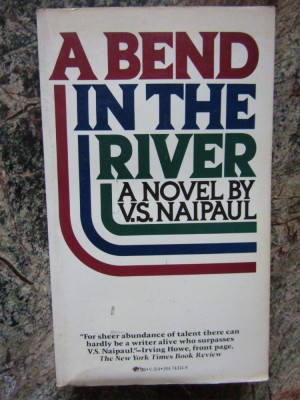 A BEND
IN THE
RIVER
A NOVEL BY
V.S. NAIPAUL
"For sheer abundance of talent there can
hardly be a writer alive who surpasses
V.S. Naipaul."—Irving Howe, front page,
The New York Times Book Review